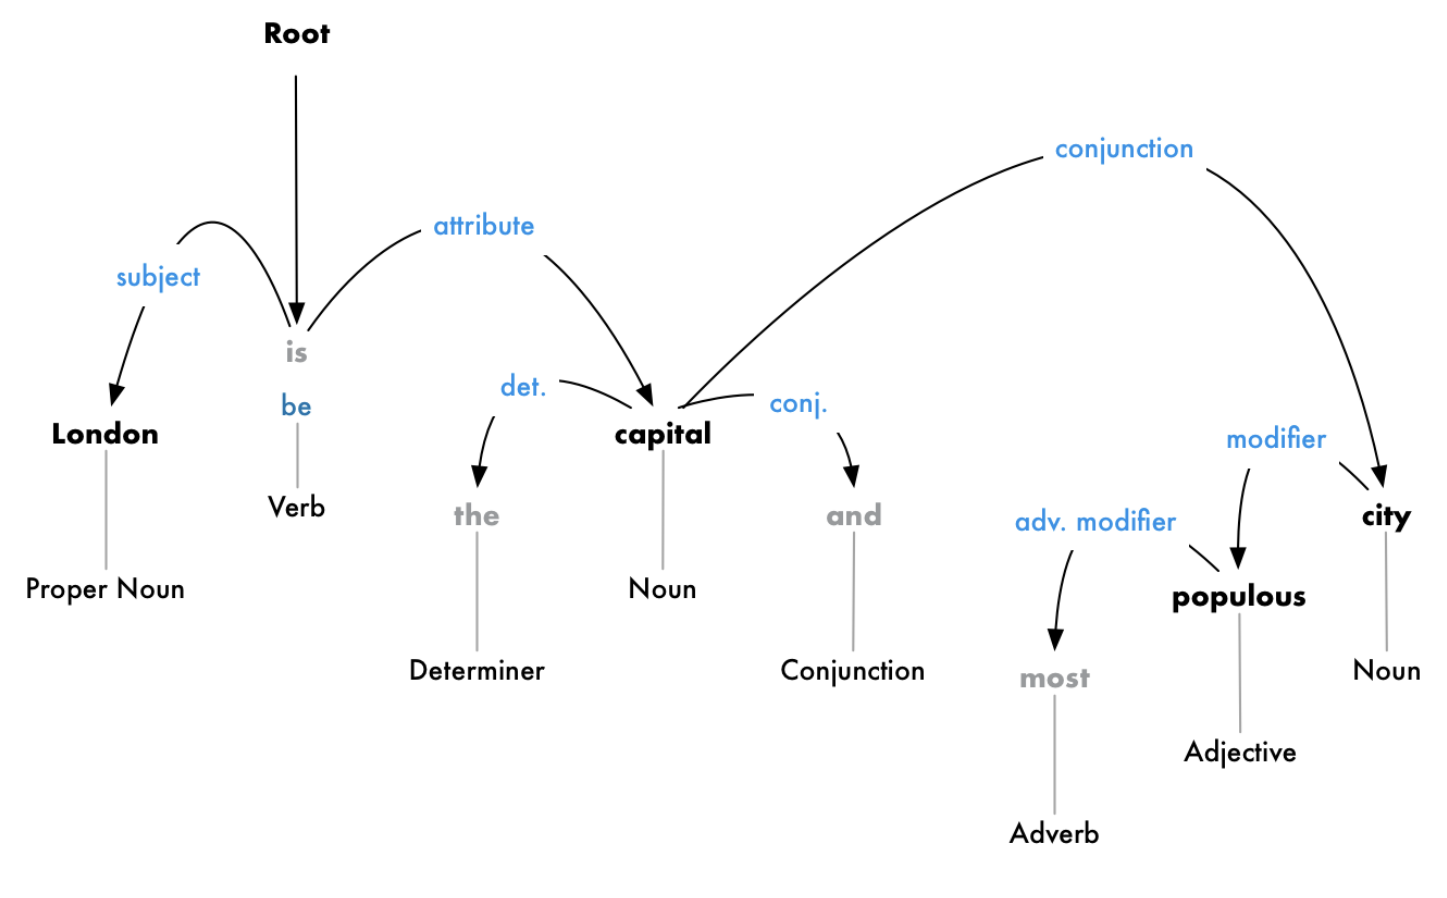 Root
conjunction
attribute
subject
is
det.
conj.
be
London
capital
modifier
Verb
the
and
adv. modifier
city
Proper Noun
Noun
populous
Determiner
Conjunction
most
Noun
Adjective
Adverb